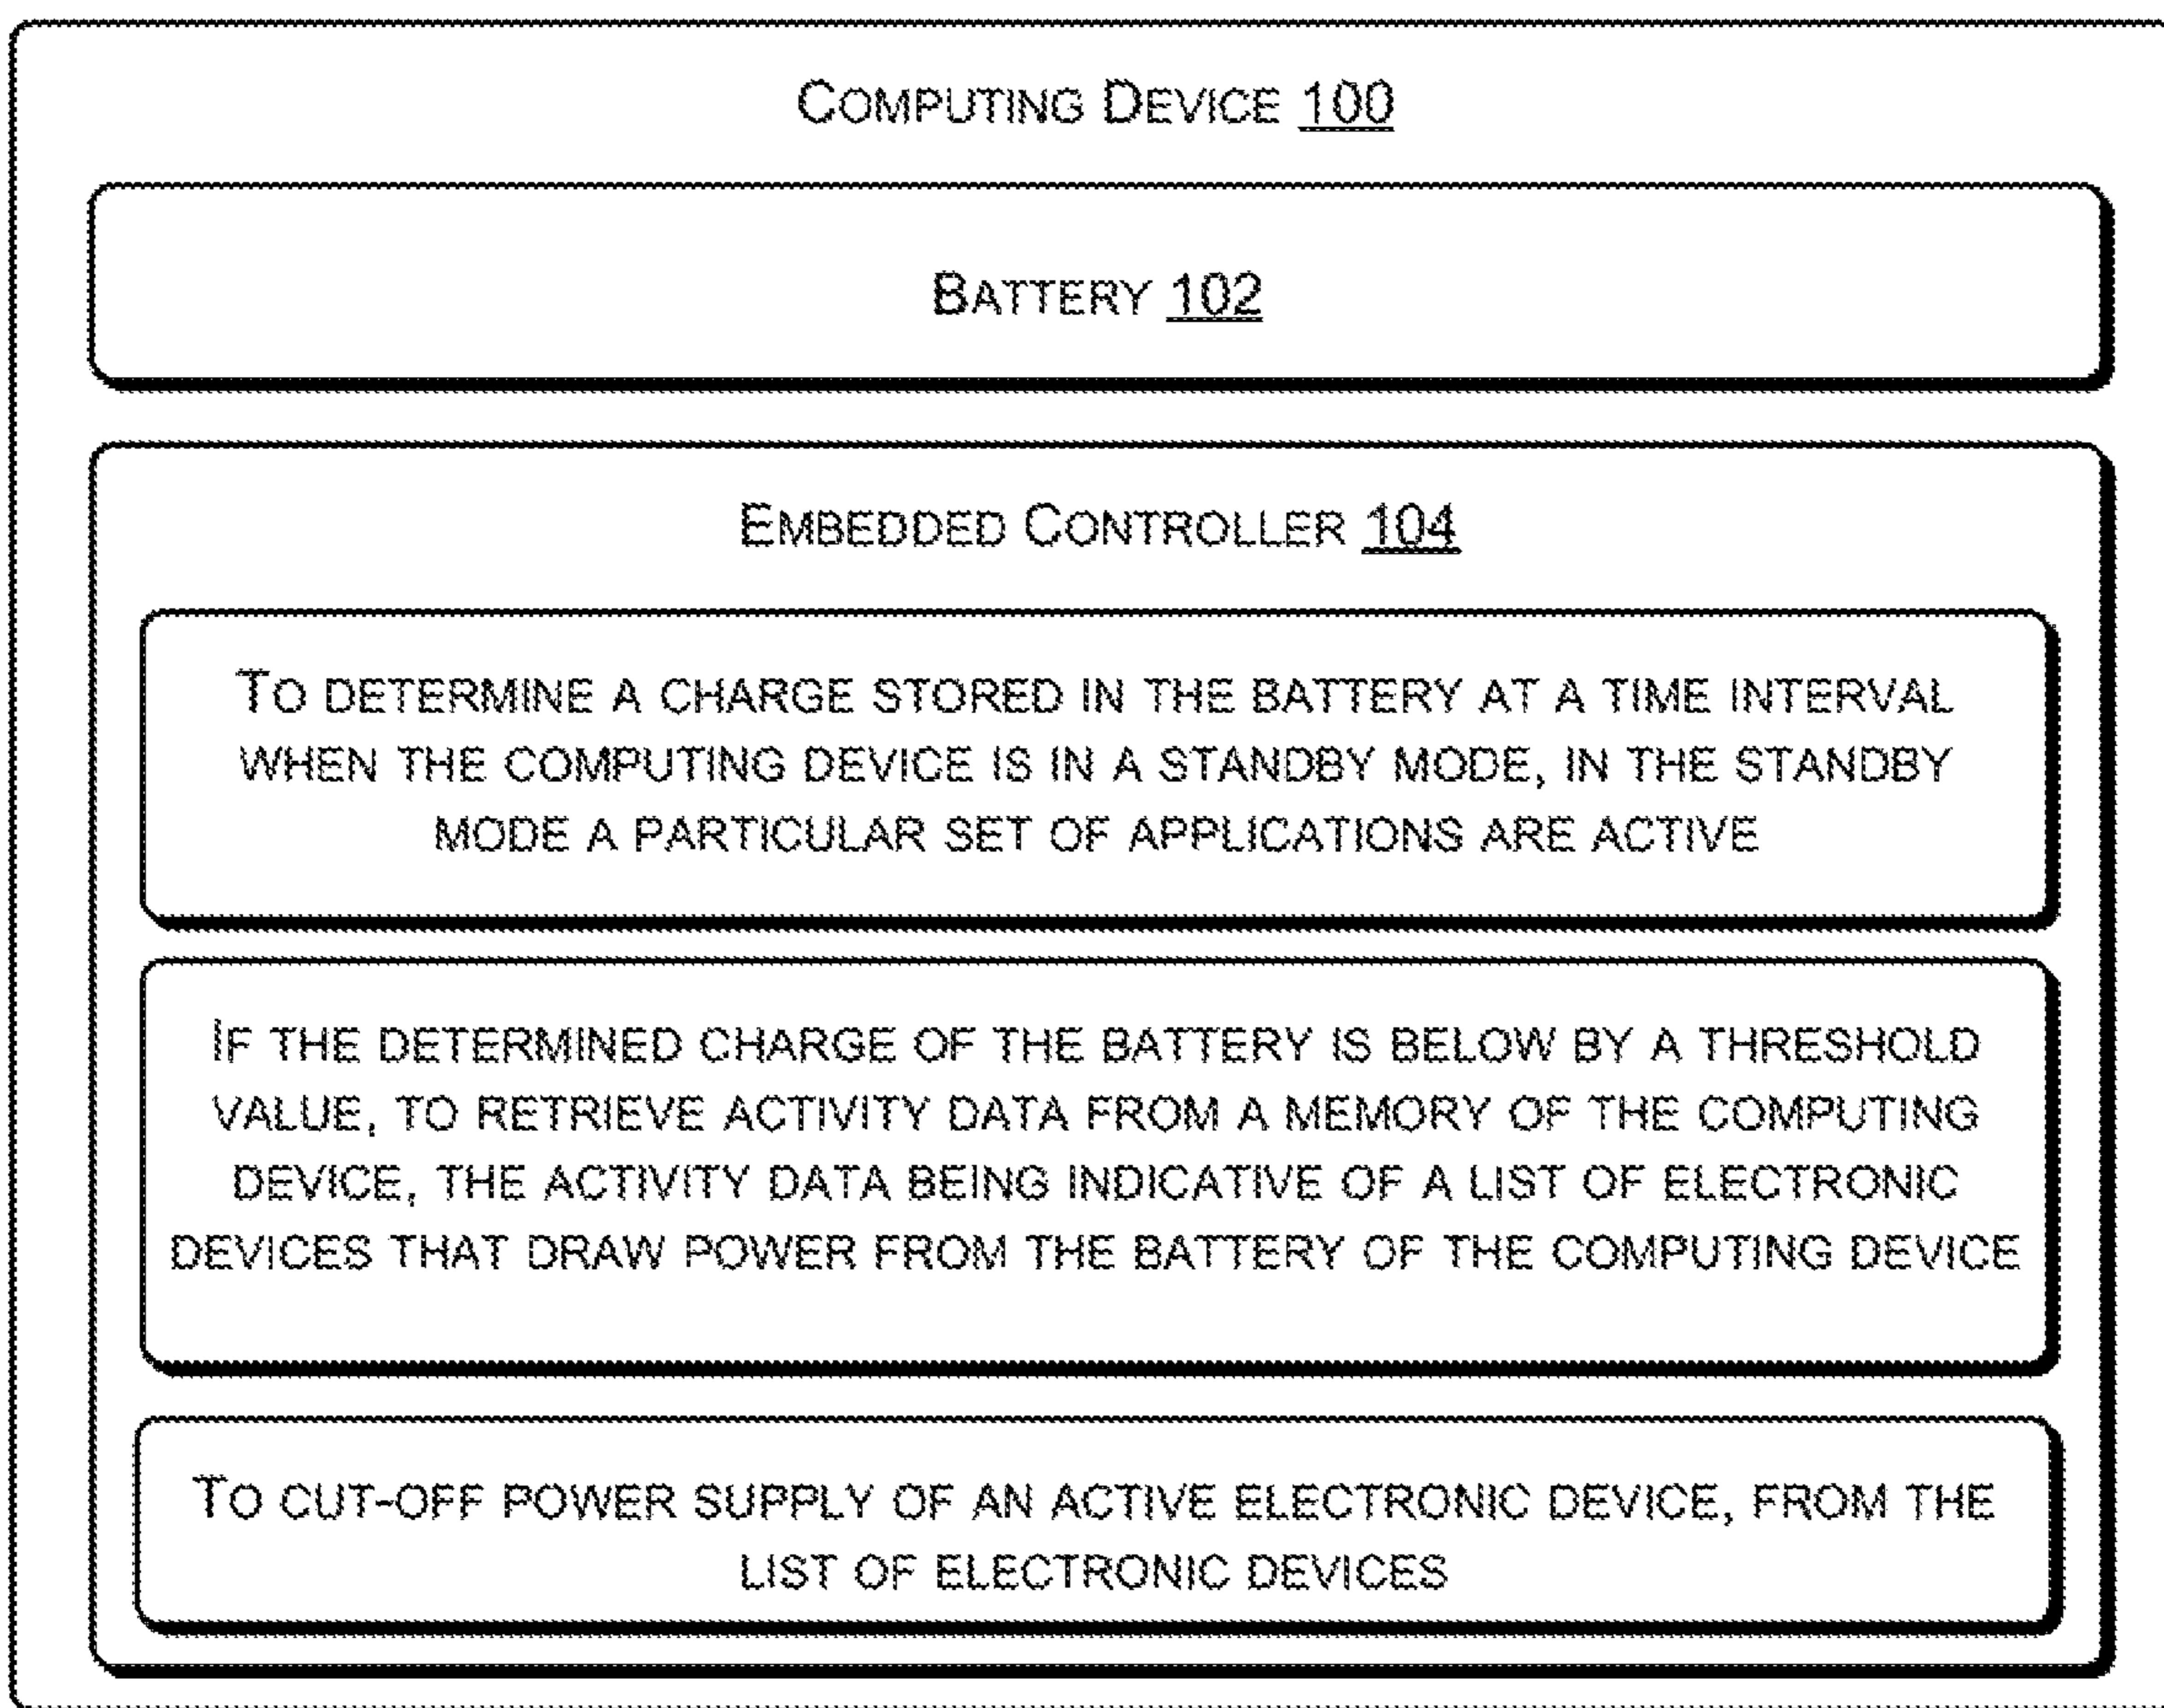 COMPUTING DEVICE 100
BATTERY 102
EMBEDDED CONTROLLER 104
TO DETERMINE A CHARGE STORED IN THE BATTERY AT A TIME INTERVAL
WHEN THE COMPUTING DEVICE IS IN A STANDBY MODE, IN THE STANDBY
MODE A PARTICULAR SET OF APPLICATIONS ARE ACTIVE
IF THE DETERMINED CHARGE OF THE BATTERY IS BELOW BY A THRESHOLD
VALUE, TO RETRIEVE ACTIVITY DATA FROM A MEMORY OF THE COMPUTING
DEVICE, THE ACTIVITY DATA BEING INDICATIVE OF A LIST OF ELECTRONIC
DEVICES THAT DRAW POWER FROM THE BATTERY OF THE COMPUTING DEVICE
TO CUT-OFF POWER SUPPLY OF AN ACTIVE ELECTRONIC DEVICE, FROM THE
LIST OF ELECTRONIC DEVICES